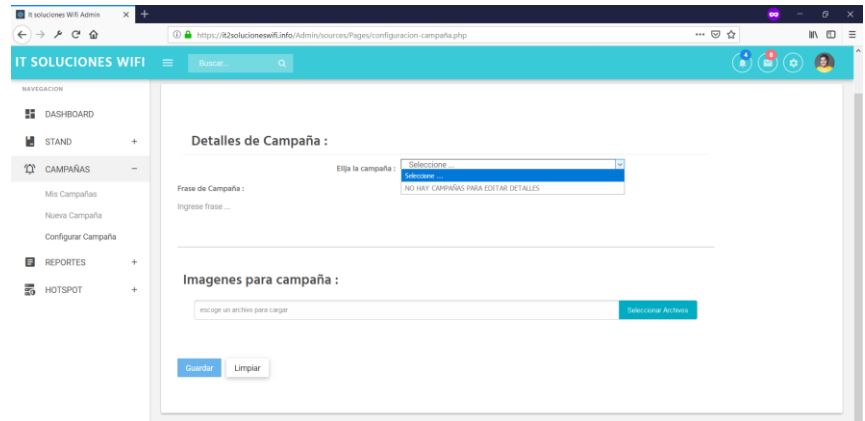 It soluciones Wifi Admin
https://it2solucioneswifi.info/Admin/sources/Pages/configuracion-campaña.php
IT SOLUCIONES WIFI
Buscar...
4
8
NAVEGACION
DASHBOARD
STAND +
CAMPAÑAS −
Mis Campañas
Nueva Campaña
Configurar Campaña
REPORTES +
HOTSPOT +
Detalles de Campaña :
Elija la campaña :
Seleccione ...
Seleccione ...
NO HAY CAMPAÑAS PARA EDITAR DETALLES
Frase de Campaña :
Ingrese frase ...
Imagenes para campaña :
escoge un archivo para cargar
Seleccionar Archivos
Guardar
Limpiar